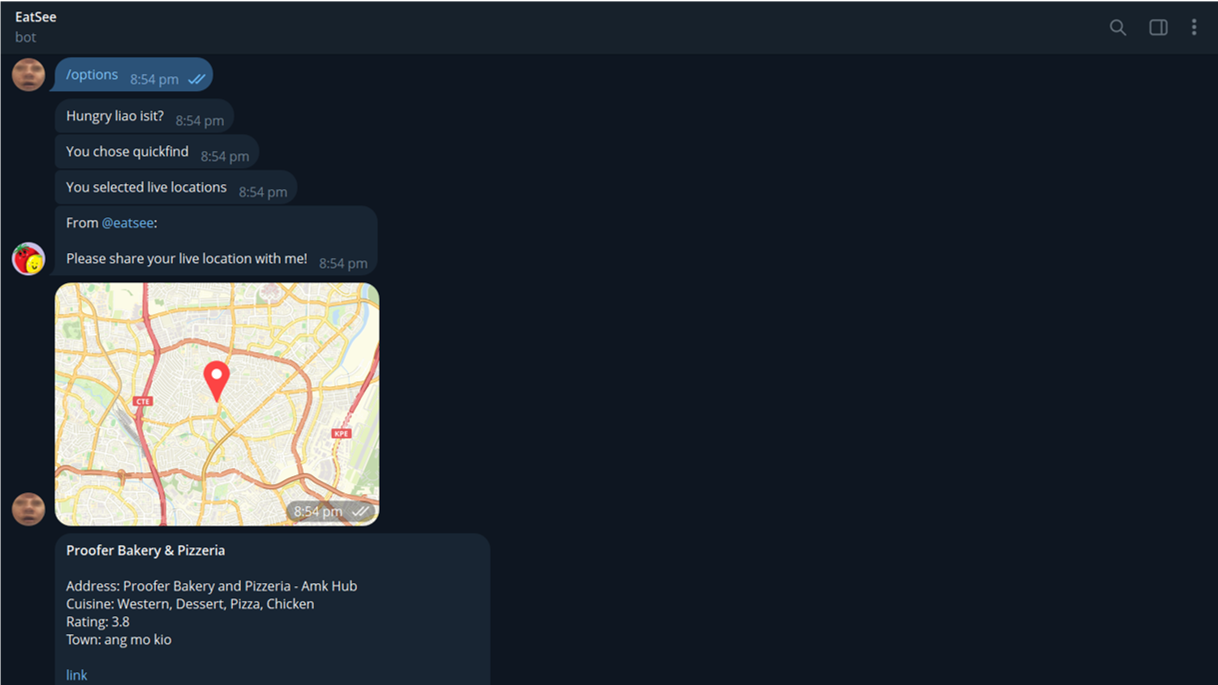 EatSee
bot
/options 8:54 pm
Hungry liao isit? 8:54 pm
You chose quickfind 8:54 pm
You selected live locations 8:54 pm
From @eatsee:
Please share your live location with me! 8:54 pm
CTE
KPE
8:54 pm
Proofer Bakery & Pizzeria
Address: Proofer Bakery and Pizzeria - Amk Hub
Cuisine: Western, Dessert, Pizza, Chicken
Rating: 3.8
Town: ang mo kio
link